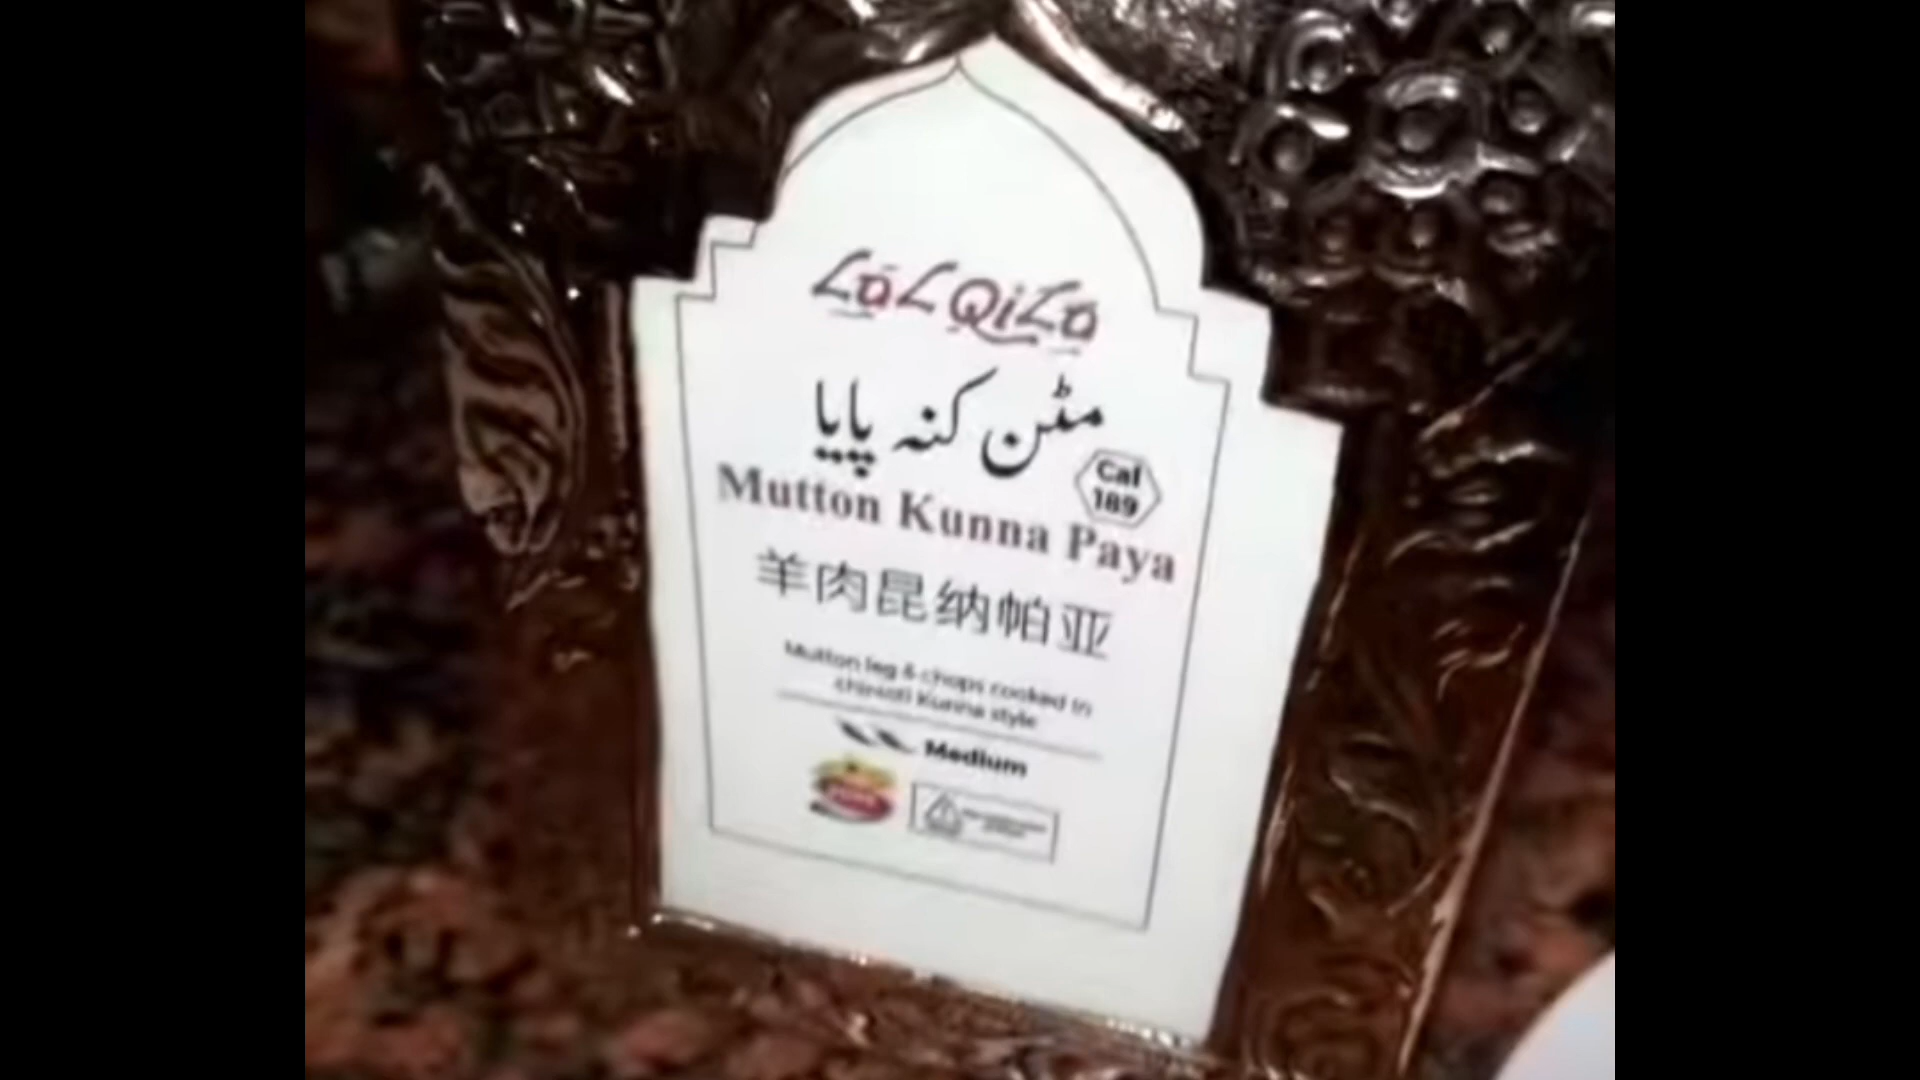 LaL QiLa
مٹن کنہ پایا
Cal
189
Mutton Kunna Paya
羊肉昆纳帕亚
Mutton leg & chops cooked in
chinioti Kunna style
Medium